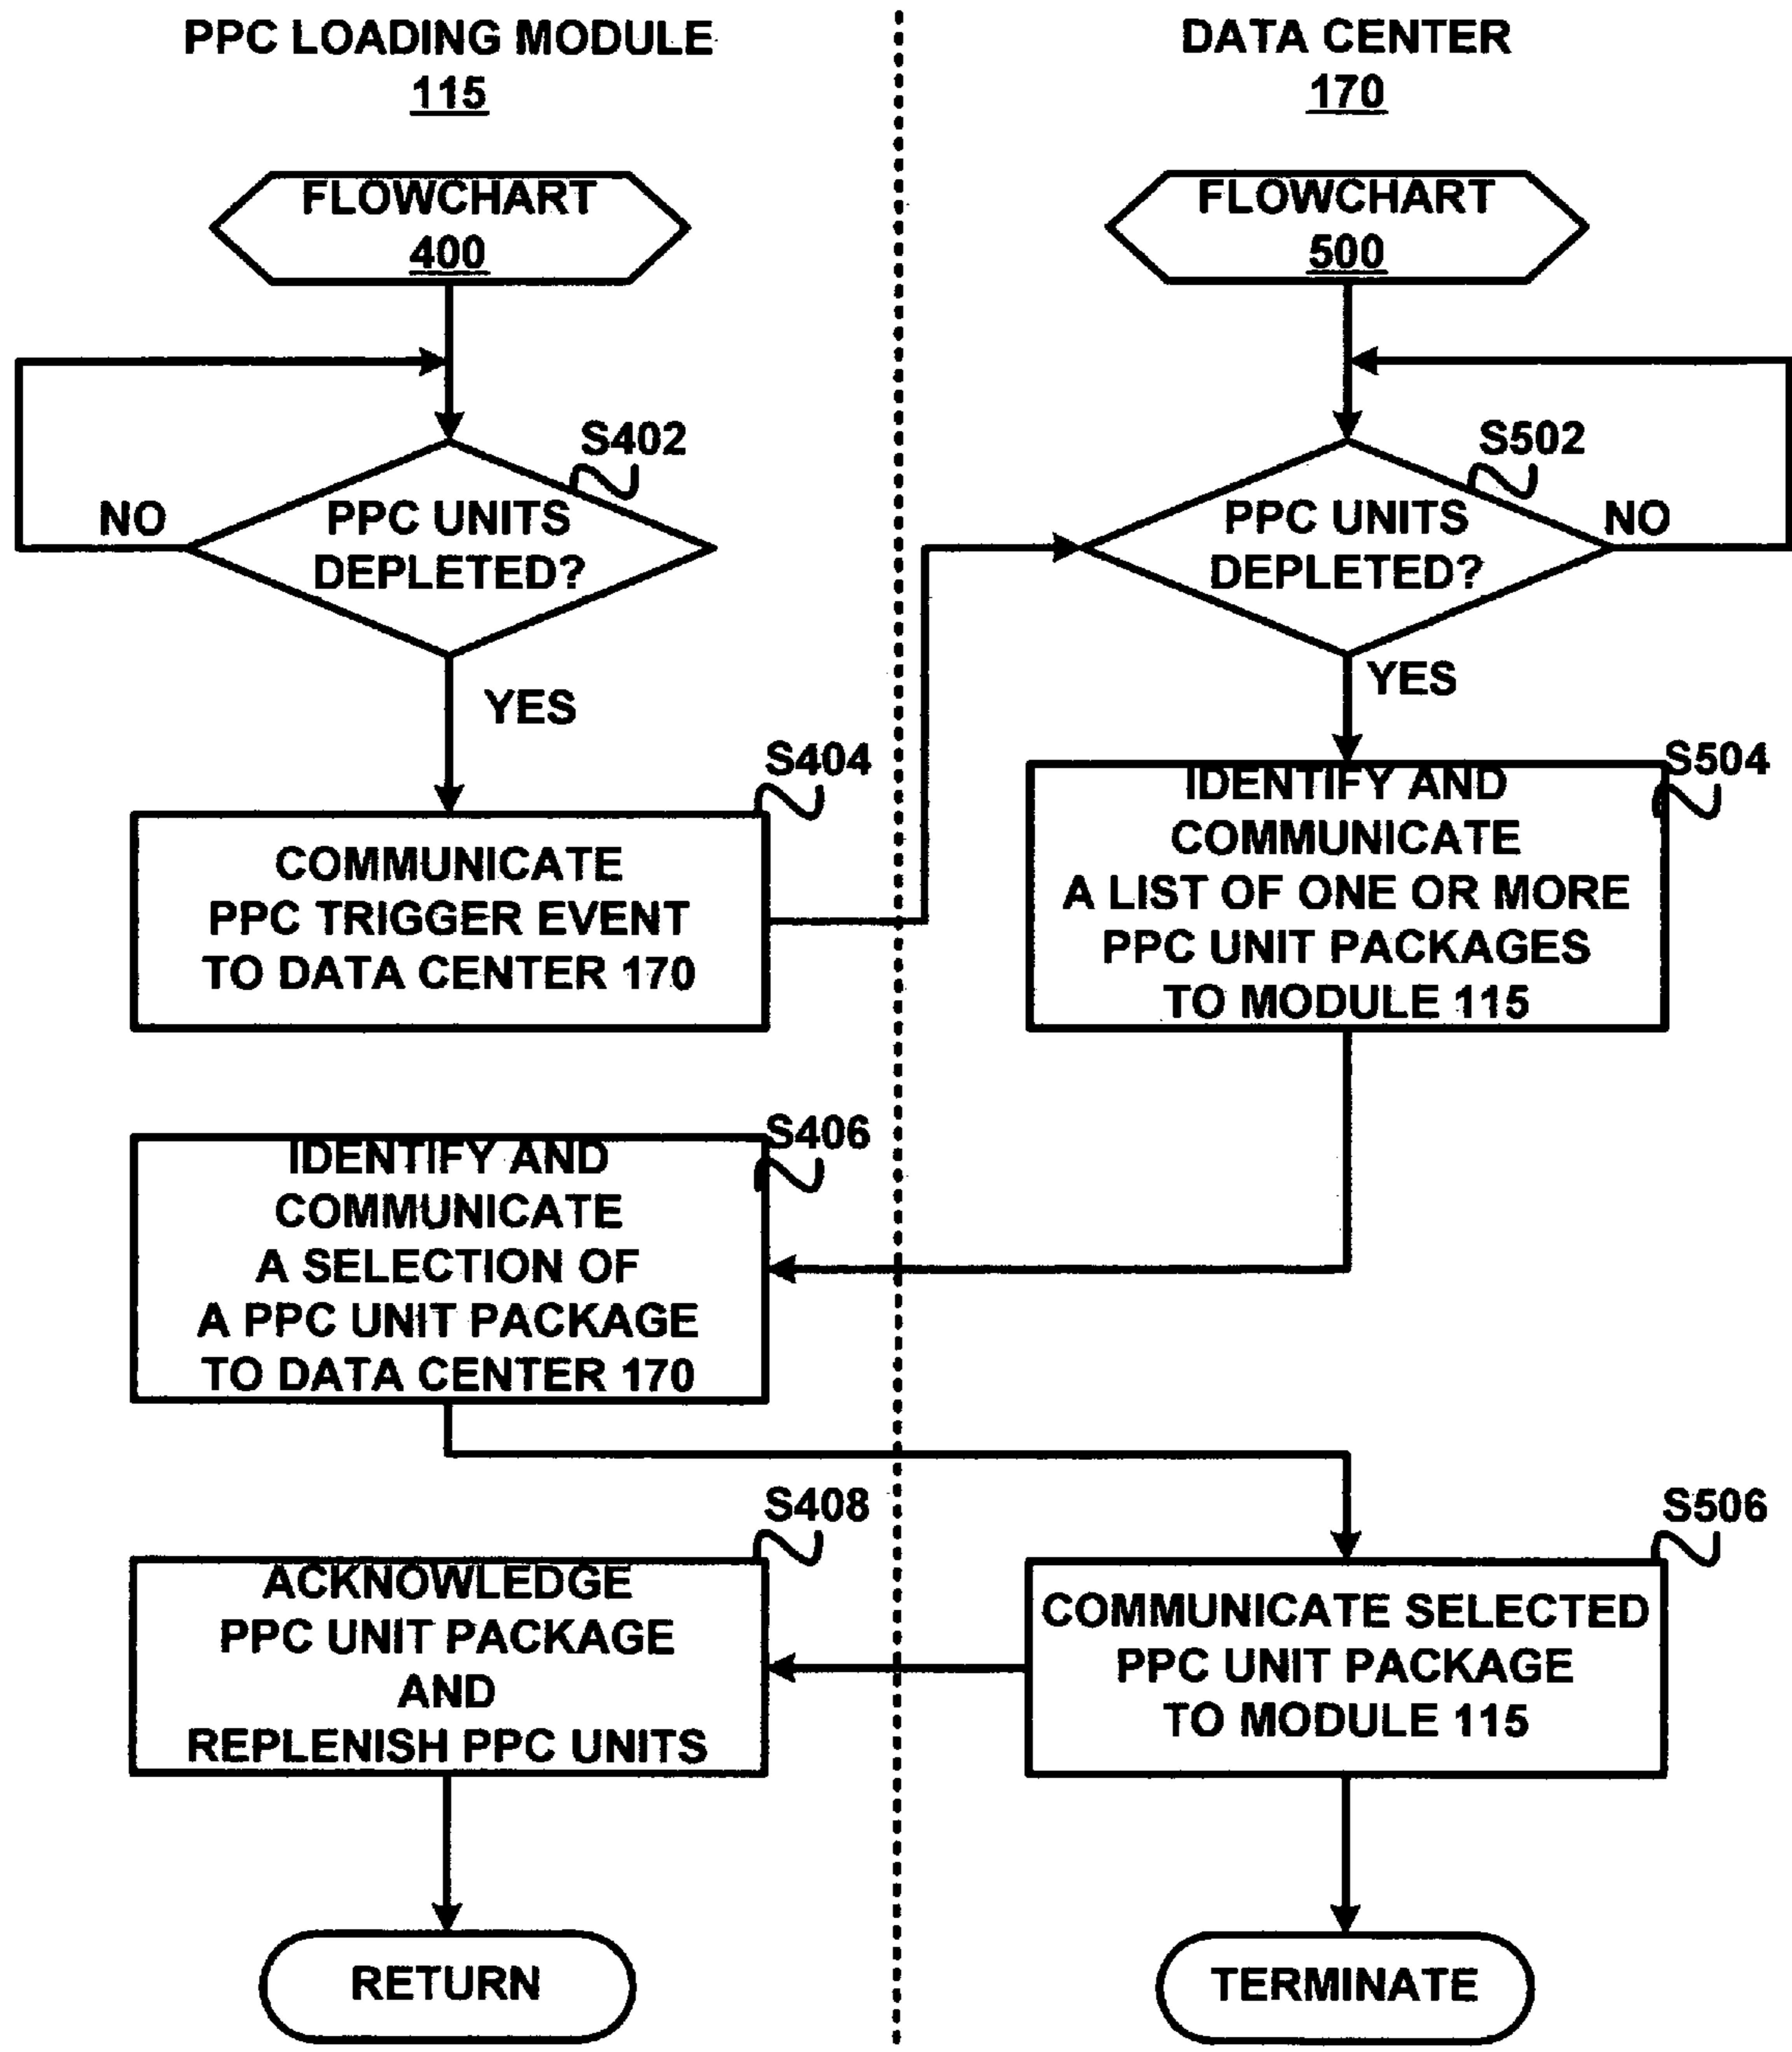 PPC LOADING MODULE
115
FLOWCHART
400
S402
NO
PPC UNITS
DEPLETED?
YES
S404
COMMUNICATE
PPC TRIGGER EVENT
TO DATA CENTER 170
S406
IDENTIFY AND
COMMUNICATE
A SELECTION OF
A PPC UNIT PACKAGE
TO DATA CENTER 170
S408
ACKNOWLEDGE
PPC UNIT PACKAGE
AND
REPLENISH PPC UNITS
RETURN
DATA CENTER
170
FLOWCHART
500
S502
PPC UNITS
DEPLETED?
NO
YES
S504
IDENTIFY AND
COMMUNICATE
A LIST OF ONE OR MORE
PPC UNIT PACKAGES
TO MODULE 115
S506
COMMUNICATE SELECTED
PPC UNIT PACKAGE
TO MODULE 115
TERMINATE